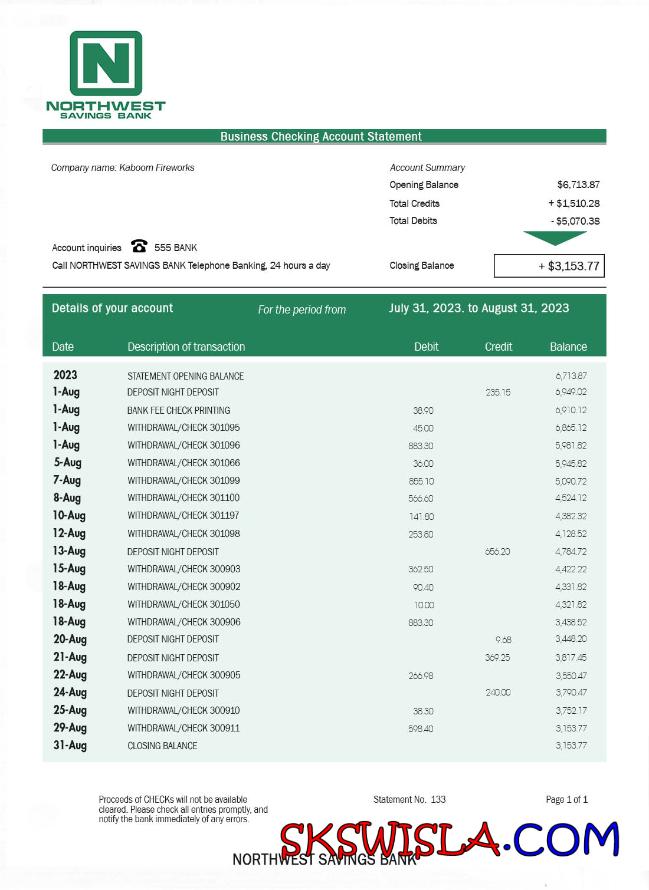 N
NORTHWEST
SAVINGS BANK
Business Checking Account Statement
Company name: Kaboom Fireworks
Account Summary
Opening Balance $6,713.87
Total Credits + $1,510.28
Total Debits - $5,070.38
Account inquiries ☎ 555 BANK
Call NORTHWEST SAVINGS BANK Telephone Banking, 24 hours a day
Closing Balance + $3,153.77
Details of your account For the period from July 31, 2023. to August 31, 2023
Date Description of transaction Debit Credit Balance
2023 STATEMENT OPENING BALANCE 6,713.87
1-Aug DEPOSIT NIGHT DEPOSIT 235.15 6,949.02
1-Aug BANK FEE CHECK PRINTING 38.90 6,910.12
1-Aug WITHDRAWAL/CHECK 301095 45.00 6,865.12
1-Aug WITHDRAWAL/CHECK 301096 883.30 5,981.82
5-Aug WITHDRAWAL/CHECK 301066 36.00 5,945.82
7-Aug WITHDRAWAL/CHECK 301099 855.10 5,090.72
8-Aug WITHDRAWAL/CHECK 301100 566.60 4,524.12
10-Aug WITHDRAWAL/CHECK 301197 141.80 4,382.32
12-Aug WITHDRAWAL/CHECK 301098 253.80 4,128.52
13-Aug DEPOSIT NIGHT DEPOSIT 656.20 4,784.72
15-Aug WITHDRAWAL/CHECK 300903 362.50 4,422.22
18-Aug WITHDRAWAL/CHECK 300902 90.40 4,331.82
18-Aug WITHDRAWAL/CHECK 301050 10.00 4,321.82
18-Aug WITHDRAWAL/CHECK 300906 883.30 3,438.52
20-Aug DEPOSIT NIGHT DEPOSIT 9.68 3,448.20
21-Aug DEPOSIT NIGHT DEPOSIT 369.25 3,817.45
22-Aug WITHDRAWAL/CHECK 300905 266.98 3,550.47
24-Aug DEPOSIT NIGHT DEPOSIT 240.00 3,790.47
25-Aug WITHDRAWAL/CHECK 300910 38.30 3,752.17
29-Aug WITHDRAWAL/CHECK 300911 598.40 3,153.77
31-Aug CLOSING BALANCE 3,153.77
Proceeds of CHECKs will not be available
cleared. Please check all entries promptly, and
notify the bank immediately of any errors.
Statement No. 133
Page 1 of 1
SKSWISLA.COM
NORTHWEST SAVINGS BANK